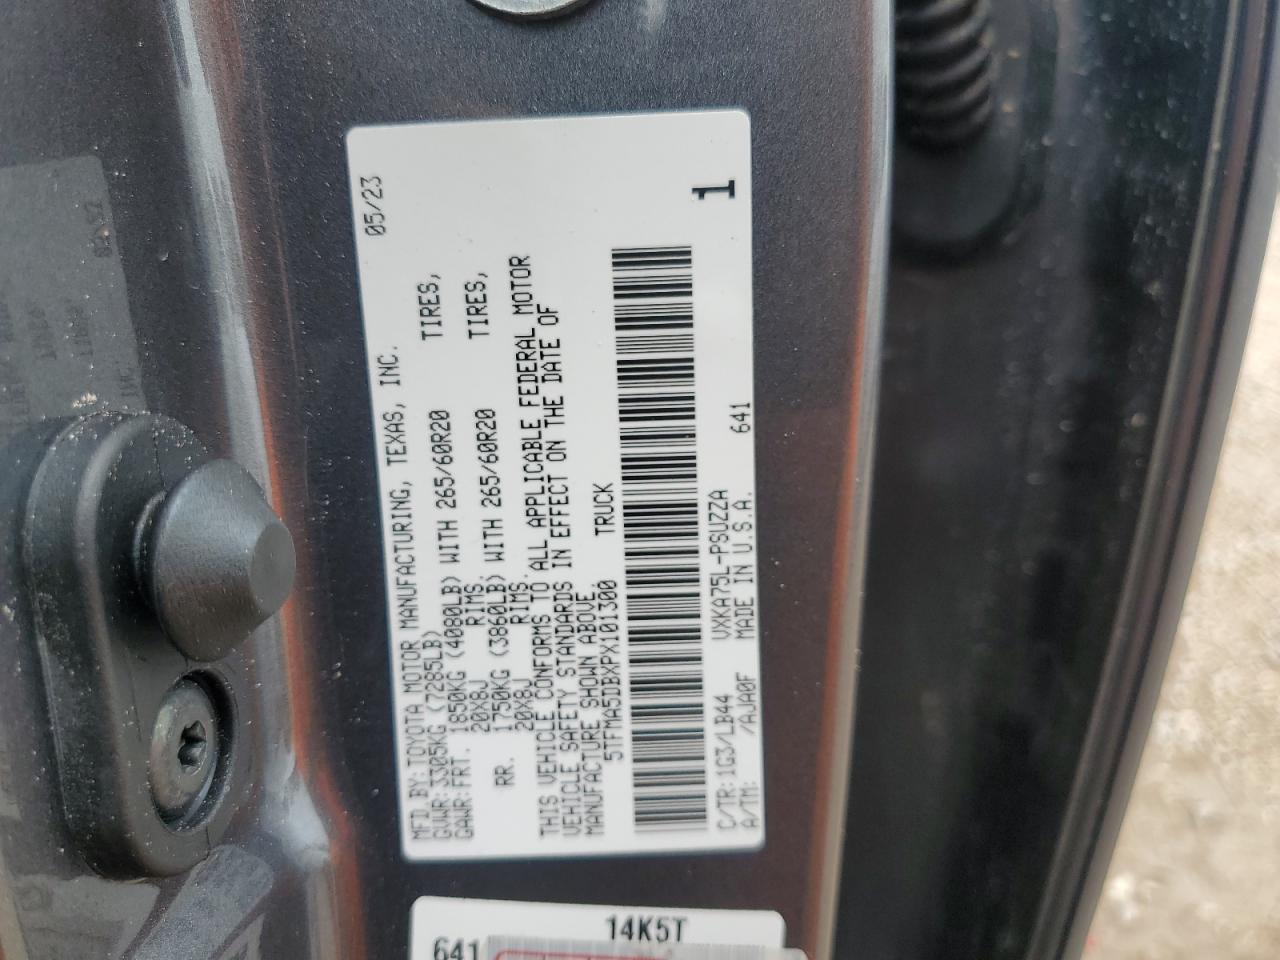 MFD.BY:TOYOTA MOTOR MANUFACTURING, TEXAS, INC. 05/23
GVWR:3305KG (7285LB)
GAWR:FRT. 1850KG (4080LB) WITH 265/60R20 TIRES,
20X8J RIMS.
RR. 1750KG (3860LB) WITH 265/60R20 TIRES,
20X8J RIMS.
THIS VEHICLE CONFORMS TO ALL APPLICABLE FEDERAL MOTOR
VEHICLE SAFETY STANDARDS IN EFFECT ON THE DATE OF
MANUFACTURE SHOWN ABOVE
5TFMA5DBXPX101300 TRUCK
1
C/TR:1G3/LB44 VXKA75L-PSUZZA 641
A/TM: /AJA0F MADE IN U.S.A.
14K5T
641